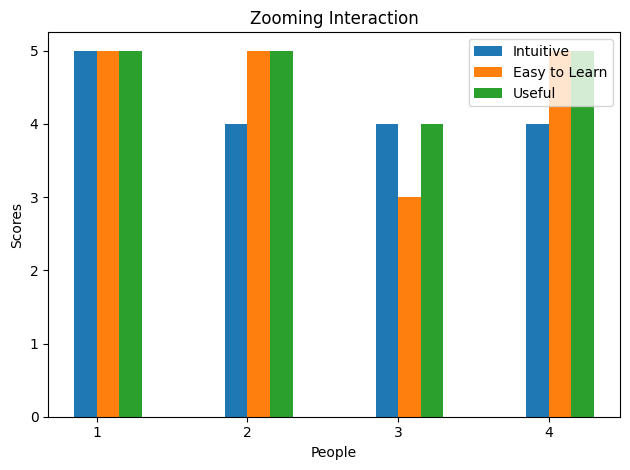 Zooming Interaction
Intuitive
Easy to Learn
Useful
Scores
5
4
3
2
1
0
1 2 3 4
People